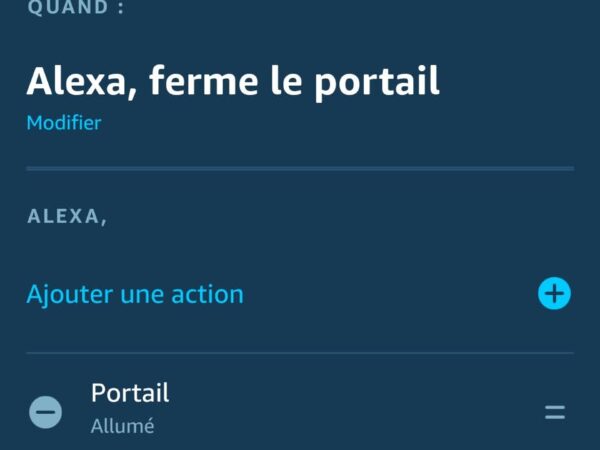 QUAND :
Alexa, ferme le portail
Modifier
ALEXA,
Ajouter une action
Portail
Allumé